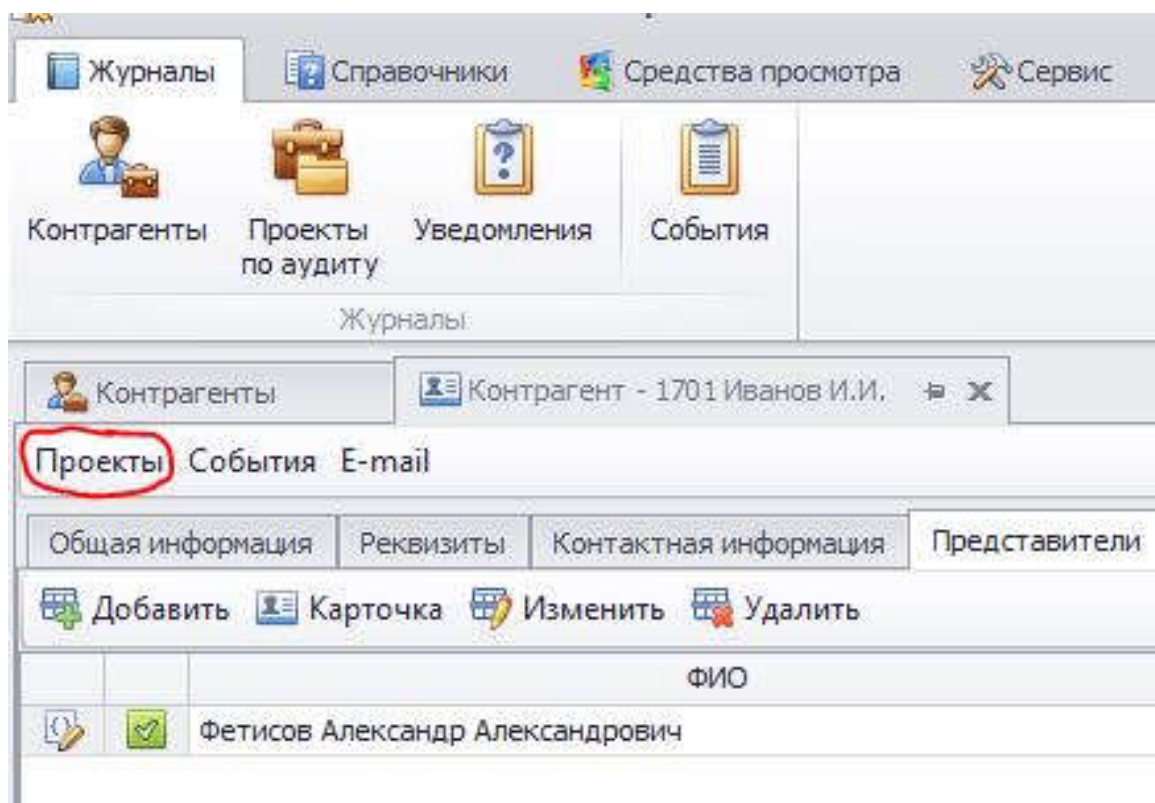 Журналы Справочники Средства просмотра Сервис
Контрагенты Проекты по аудиту Уведомления События
Журналы
Контрагенты Контрагент - 1701 Иванов И.И.
Проекты События E-mail
Общая информация Реквизиты Контактная информация Представители
Добавить Карточка Изменить Удалить
ФИО
Фетисов Александр Александрович